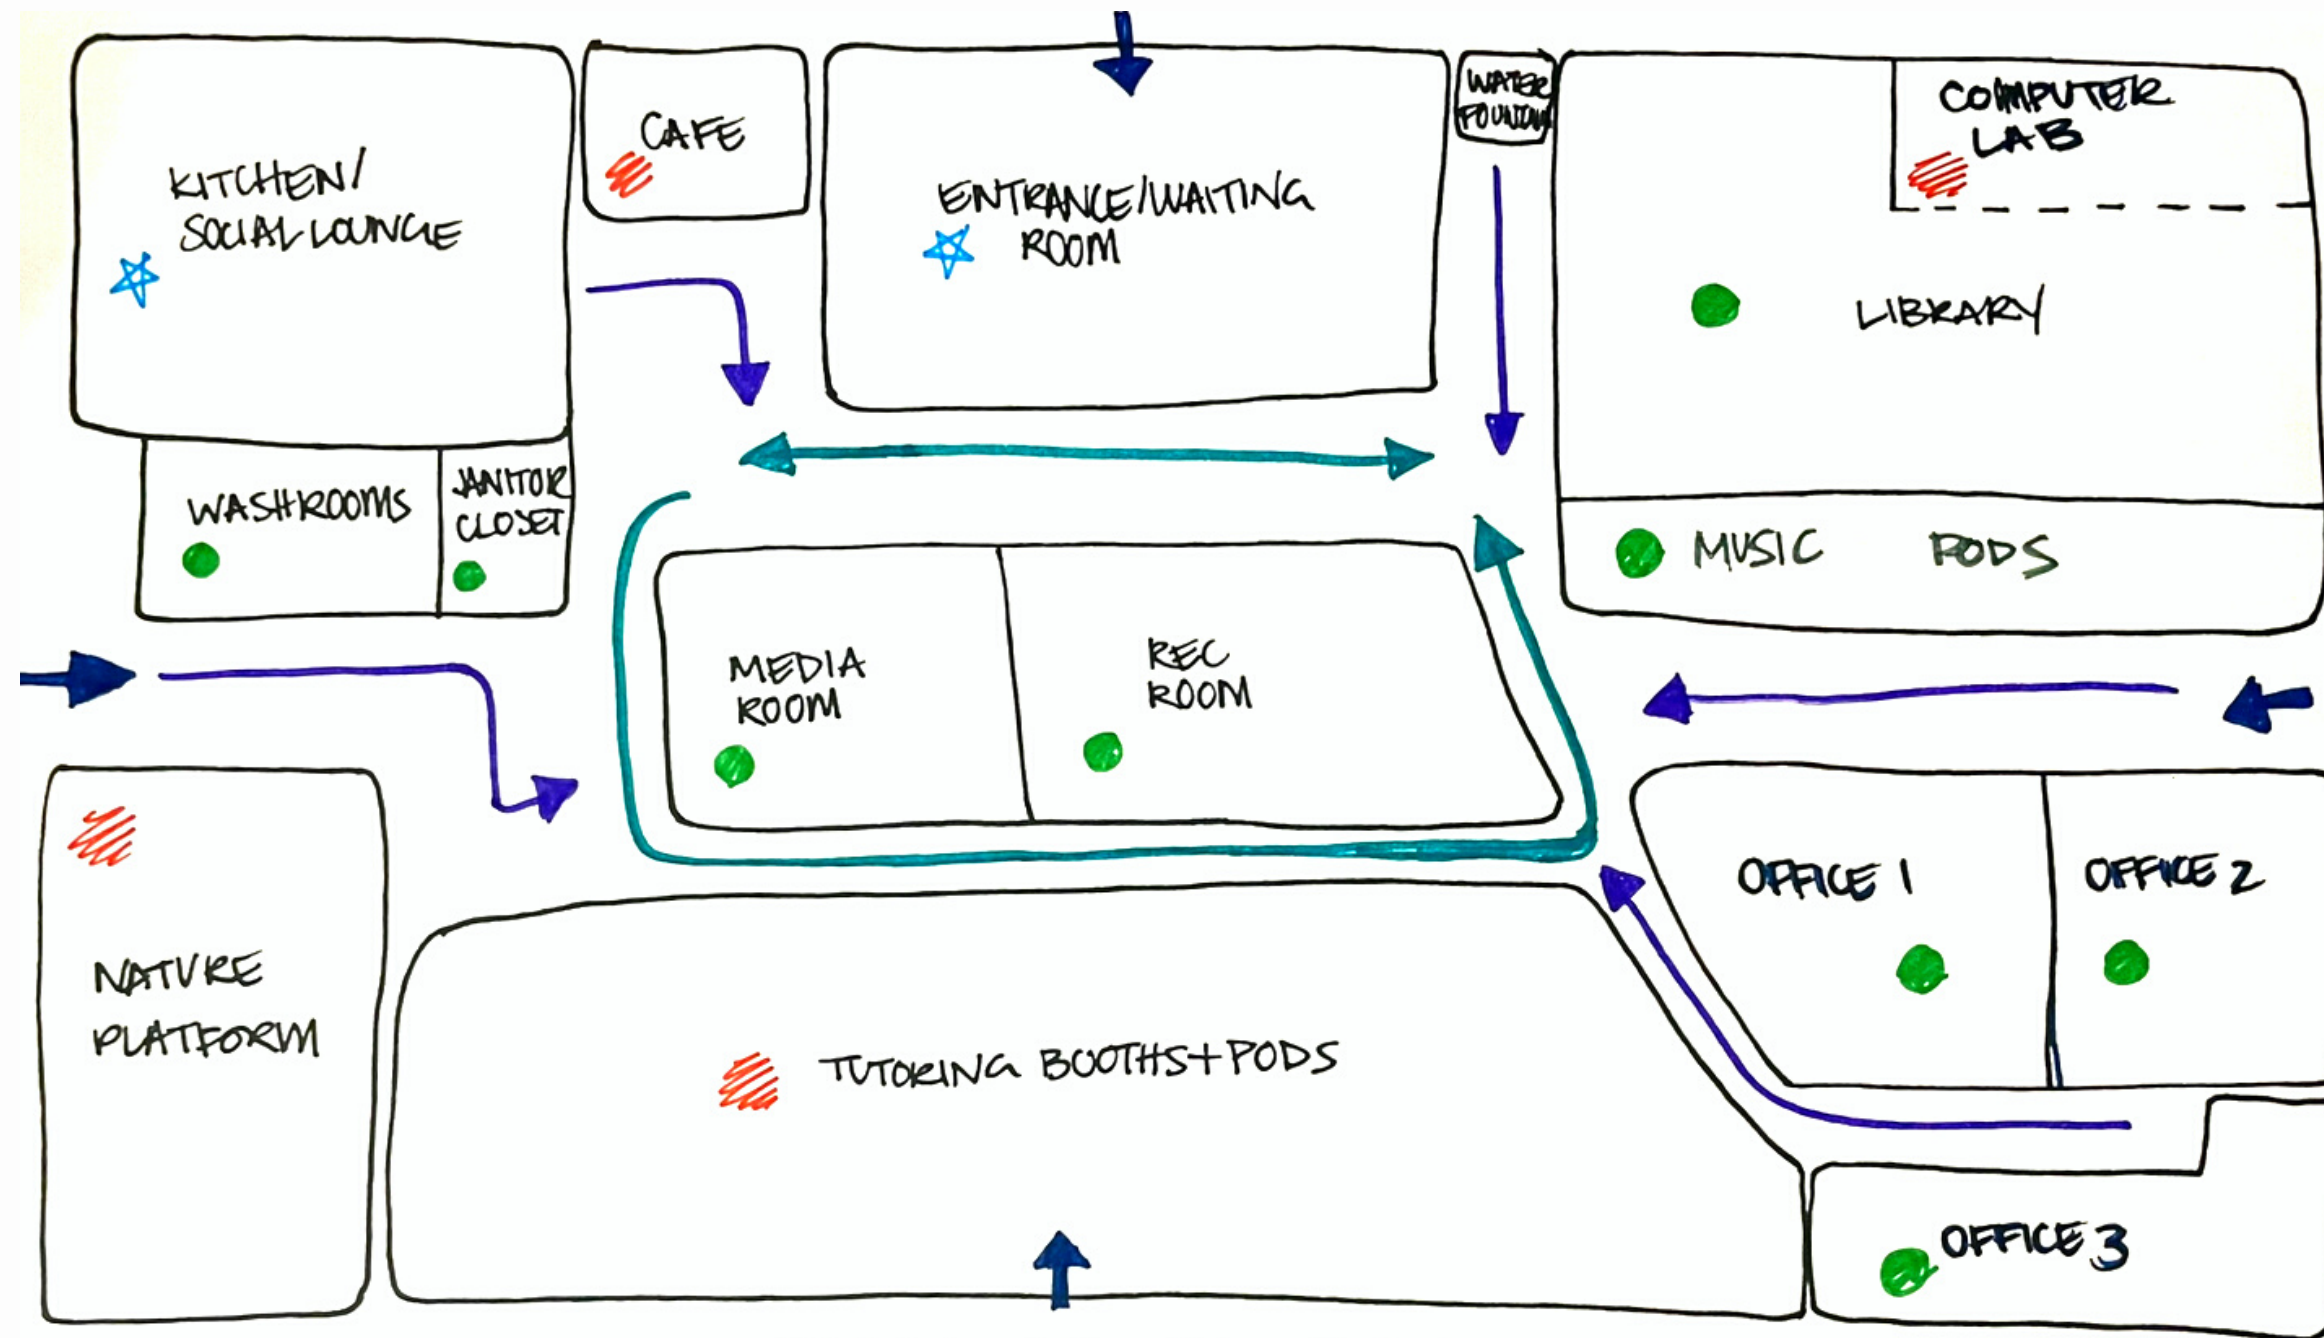 KITCHEN/
SOCIAL LOUNGE
CAFE
ENTRANCE/WAITING
ROOM
WATER
COMPUTER
LAB
LIBRARY
WASHROOMS
JANITOR
CLOSET
MUSIC PODS
MEDIA
ROOM
REC
ROOM
OFFICE 1
OFFICE 2
NATURE
PLATFORM
TUTORING BOOTHS+PODS
OFFICE 3